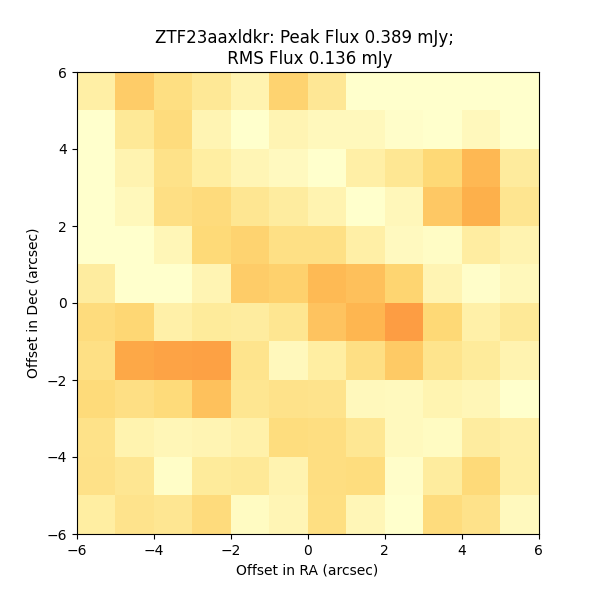 ZTF23aaxldkr: Peak Flux 0.389 mJy;
RMS Flux 0.136 mJy
6
4
2
0
−2
−4
−6
Offset in Dec (arcsec)
−6 −4 −2 0 2 4 6
Offset in RA (arcsec)